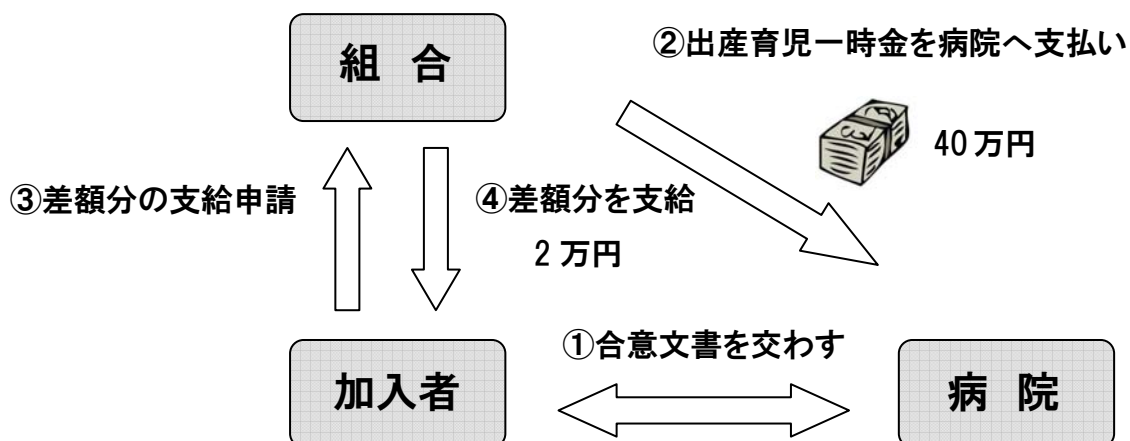 ②出産育児一時金を病院へ支払い
組 合
40万円
③差額分の支給申請
④差額分を支給
2万円
①合意文書を交わす
加入者
病 院